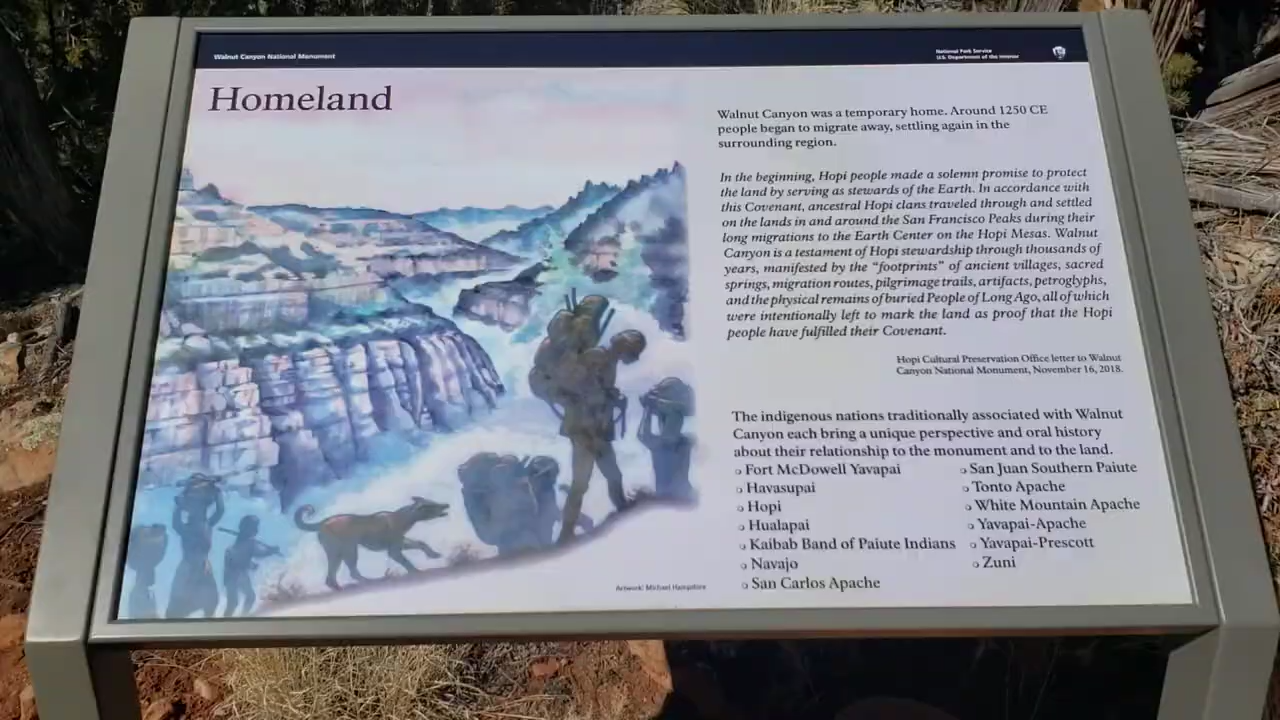 Walnut Canyon National Monument
National Park Service
U.S. Department of the Interior
Homeland
Walnut Canyon was a temporary home. Around 1250 CE
people began to migrate away, settling again in the
surrounding region.
In the beginning, Hopi people made a solemn promise to protect
the land by serving as stewards of the Earth. In accordance with
this Covenant, ancestral Hopi clans traveled through and settled
on the lands in and around the San Francisco Peaks during their
long migrations to the Earth Center on the Hopi Mesas. Walnut
Canyon is a testament of Hopi stewardship through thousands of
years, manifested by the “footprints” of ancient villages, sacred
springs, migration routes, pilgrimage trails, artifacts, petroglyphs,
and the physical remains of buried People of Long Ago, all of which
were intentionally left to mark the land as proof that the Hopi
people have fulfilled their Covenant.
Hopi Cultural Preservation Office letter to Walnut
Canyon National Monument, November 16, 2018.
The indigenous nations traditionally associated with Walnut
Canyon each bring a unique perspective and oral history
about their relationship to the monument and to the land.
Fort McDowell Yavapai
Havasupai
Hopi
Hualapai
Kaibab Band of Paiute Indians
Navajo
San Carlos Apache
San Juan Southern Paiute
Tonto Apache
White Mountain Apache
Yavapai-Apache
Yavapai-Prescott
Zuni
Artwork: Michael Hampshire